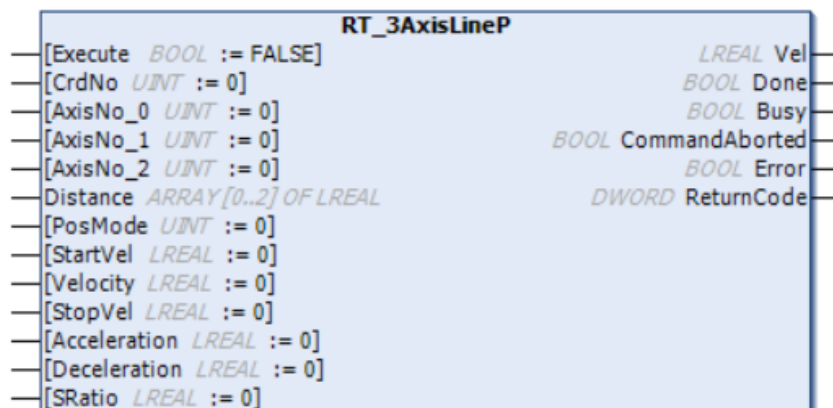 RT_3AxisLineP
[Execute BOOL := FALSE] LREAL Vel
[CrdNo UINT := 0] BOOL Done
[AxisNo_0 UINT := 0] BOOL Busy
[AxisNo_1 UINT := 0] BOOL CommandAborted
[AxisNo_2 UINT := 0] BOOL Error
Distance ARRAY [0..2] OF LREAL DWORD ReturnCode
[PosMode UINT := 0]
[StartVel LREAL := 0]
[Velocity LREAL := 0]
[StopVel LREAL := 0]
[Acceleration LREAL := 0]
[Deceleration LREAL := 0]
[SRatio LREAL := 0]